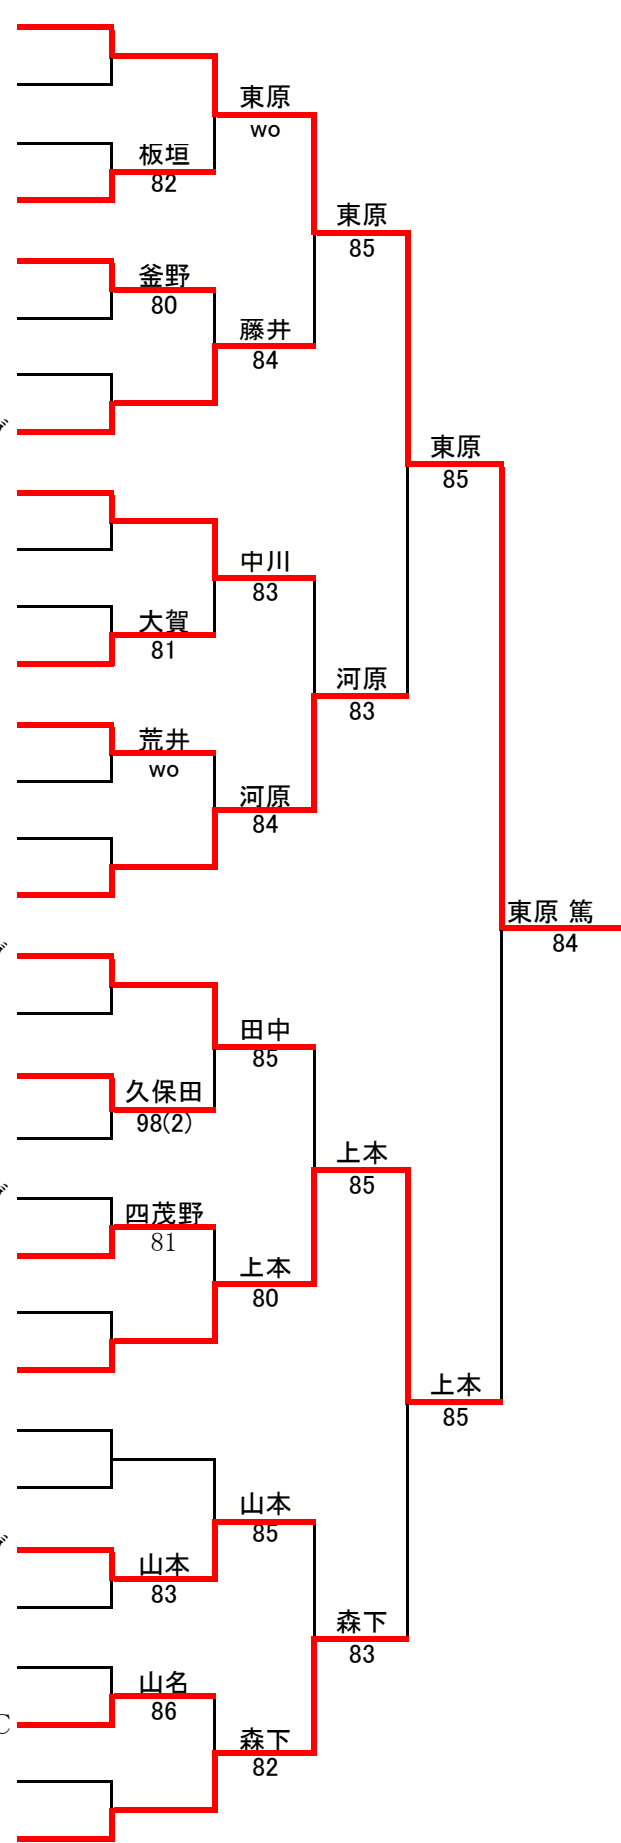 東原
wo
板垣
82
東原
85
釜野
80
藤井
84
東原
85
中川
83
大賀
81
河原
83
荒井
wo
河原
84
東原 篤
84
田中
85
久保田
98(2)
上本
85
四茂野
81
上本
80
上本
85
山本
85
山本
83
森下
83
山名
86
C
森下
82